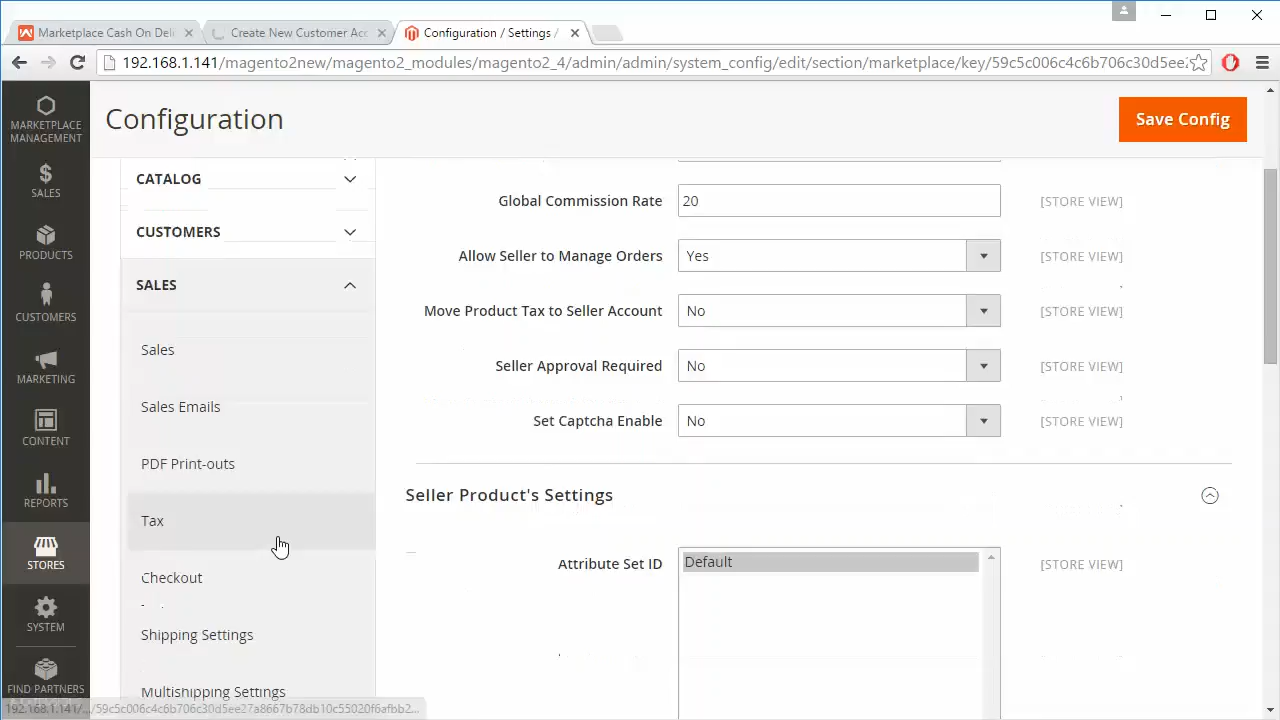 Marketplace Cash On Deli
Create New Customer Acc
Configuration / Settings /
192.168.1.141/magento2new/magento2_modules/magento2_4/admin/admin/system_config/edit/section/marketplace/key/59c5c006c4c6b706c30d5ee
MARKETPLACE MANAGEMENT
SALES
PRODUCTS
CUSTOMERS
MARKETING
CONTENT
REPORTS
STORES
SYSTEM
FIND PARTNERS
Configuration
Save Config
CATALOG
CUSTOMERS
SALES
Sales
Sales Emails
PDF Print-outs
Tax
Checkout
Shipping Settings
Multishipping Settings
Global Commission Rate 20 [STORE VIEW]
Allow Seller to Manage Orders Yes [STORE VIEW]
Move Product Tax to Seller Account No [STORE VIEW]
Seller Approval Required No [STORE VIEW]
Set Captcha Enable No [STORE VIEW]
Seller Product's Settings
Attribute Set ID Default [STORE VIEW]
192.168.1.141/.../59c5c006c4c6b706c30d5ee27a8667b78db10c55020f6afbb2...